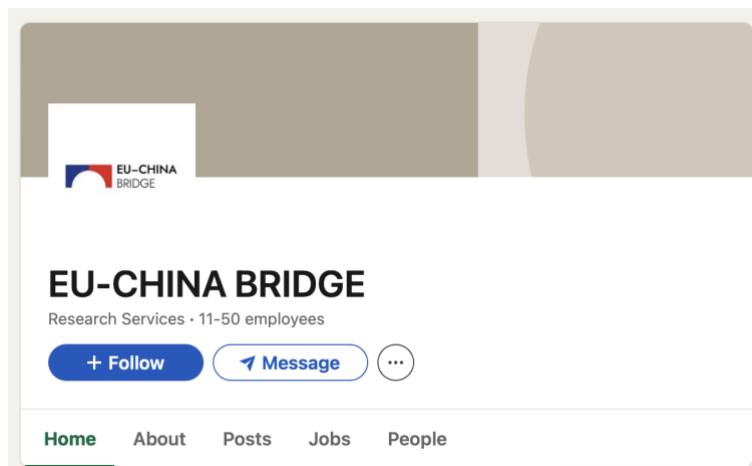 EU-CHINA
BRIDGE
EU-CHINA BRIDGE
Research Services · 11-50 employees
+ Follow
Message
...
Home About Posts Jobs People